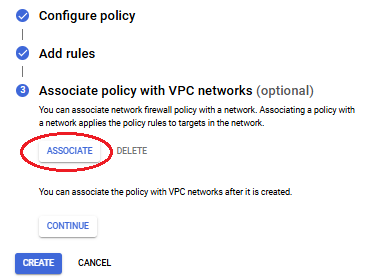 Configure policy
Add rules
3 Associate policy with VPC networks (optional)
You can associate network firewall policy with a network. Associating a policy with
a network applies the policy rules to targets in the network.
ASSOCIATE DELETE
You can associate the policy with VPC networks after it is created.
CONTINUE
CREATE CANCEL